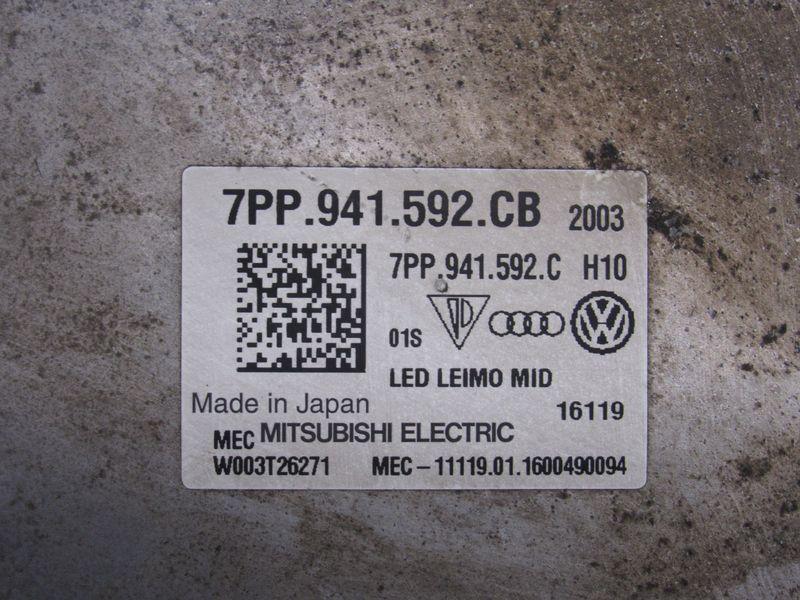 7PP.941.592.CB 2003
7PP.941.592.C H10
01S
LED LEIMO MID
Made in Japan 16119
MEC MITSUBISHI ELECTRIC
W003T26271 MEC-11119.01.1600490094